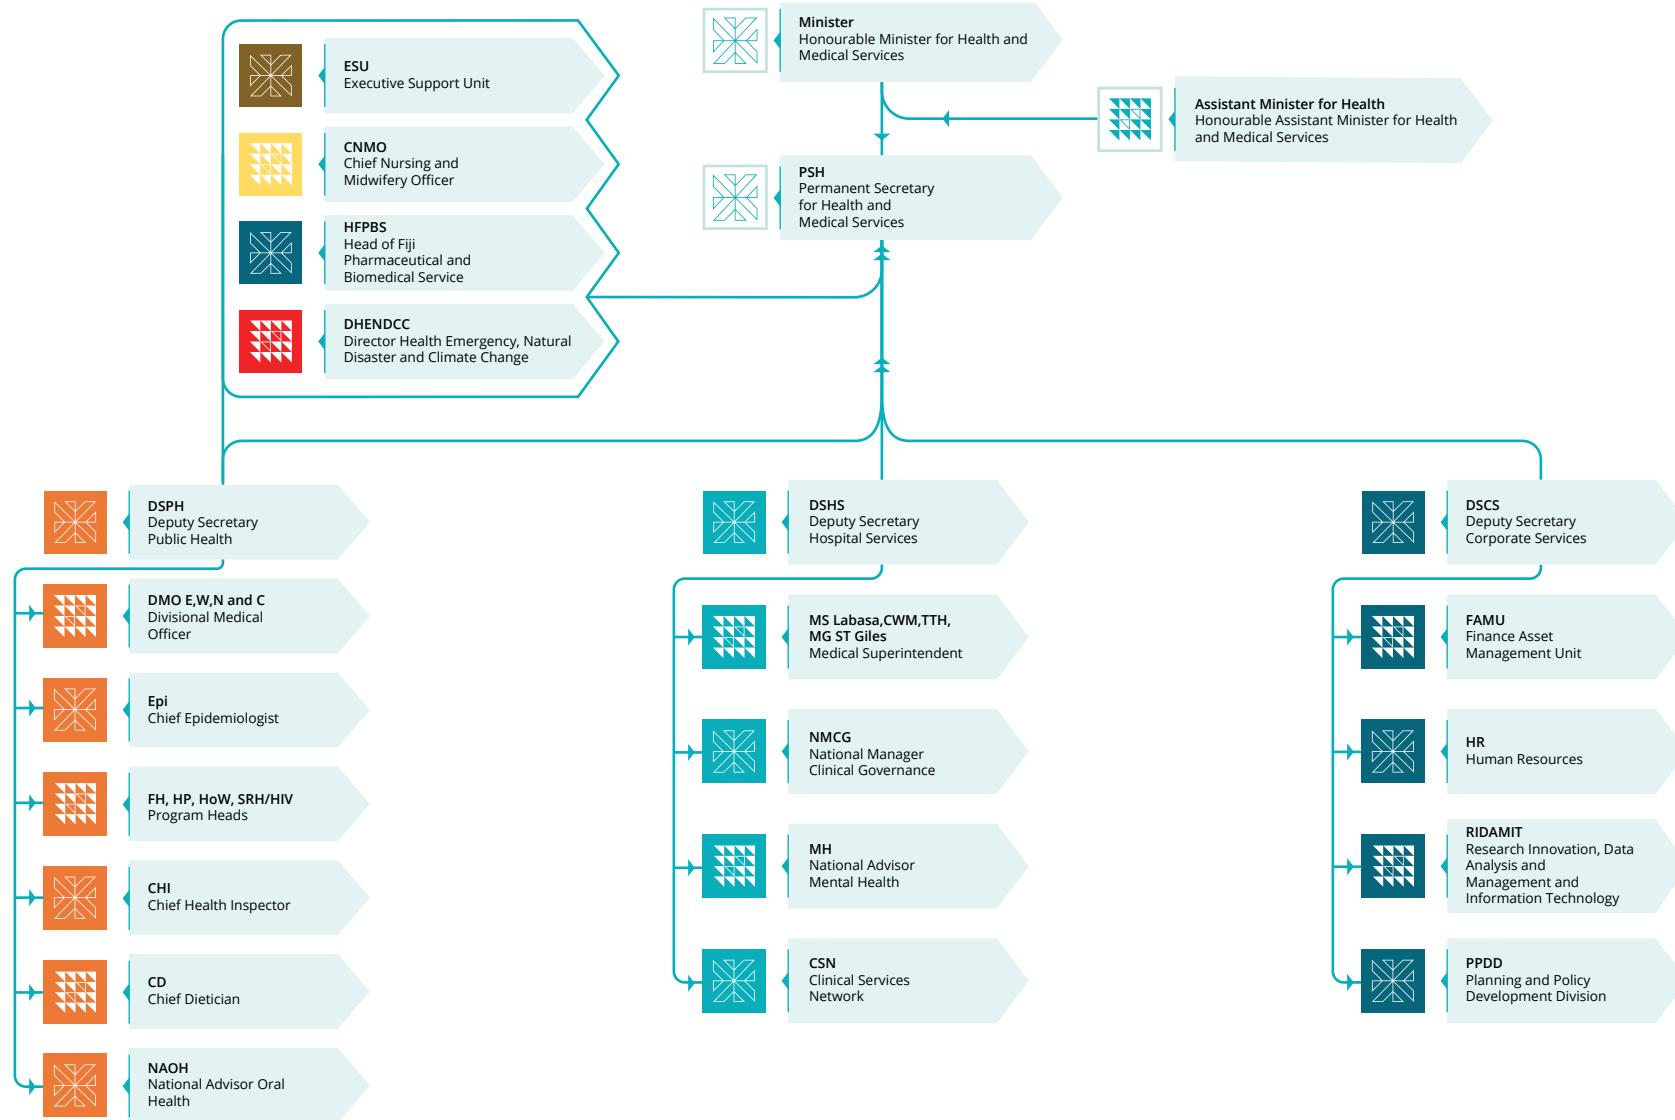 Minister
Honourable Minister for Health and
Medical Services
Assistant Minister for Health
Honourable Assistant Minister for Health
and Medical Services
PSH
Permanent Secretary
for Health and
Medical Services
ESU
Executive Support Unit
CNMO
Chief Nursing and
Midwifery Officer
HFPBS
Head of Fiji
Pharmaceutical and
Biomedical Service
DHENDCC
Director Health Emergency, Natural
Disaster and Climate Change
DSPH
Deputy Secretary
Public Health
DMO E,W,N and C
Divisional Medical
Officer
Epi
Chief Epidemiologist
FH, HP, HoW, SRH/HIV
Program Heads
CHI
Chief Health Inspector
CD
Chief Dietician
NAOH
National Advisor Oral
Health
DSHS
Deputy Secretary
Hospital Services
MS Labasa,CWM,TTH,
MG ST Giles
Medical Superintendent
NMCG
National Manager
Clinical Governance
MH
National Advisor
Mental Health
CSN
Clinical Services
Network
DSCS
Deputy Secretary
Corporate Services
FAMU
Finance Asset
Management Unit
HR
Human Resources
RIDAMIT
Research Innovation, Data
Analysis and
Management and
Information Technology
PPDD
Planning and Policy
Development Division